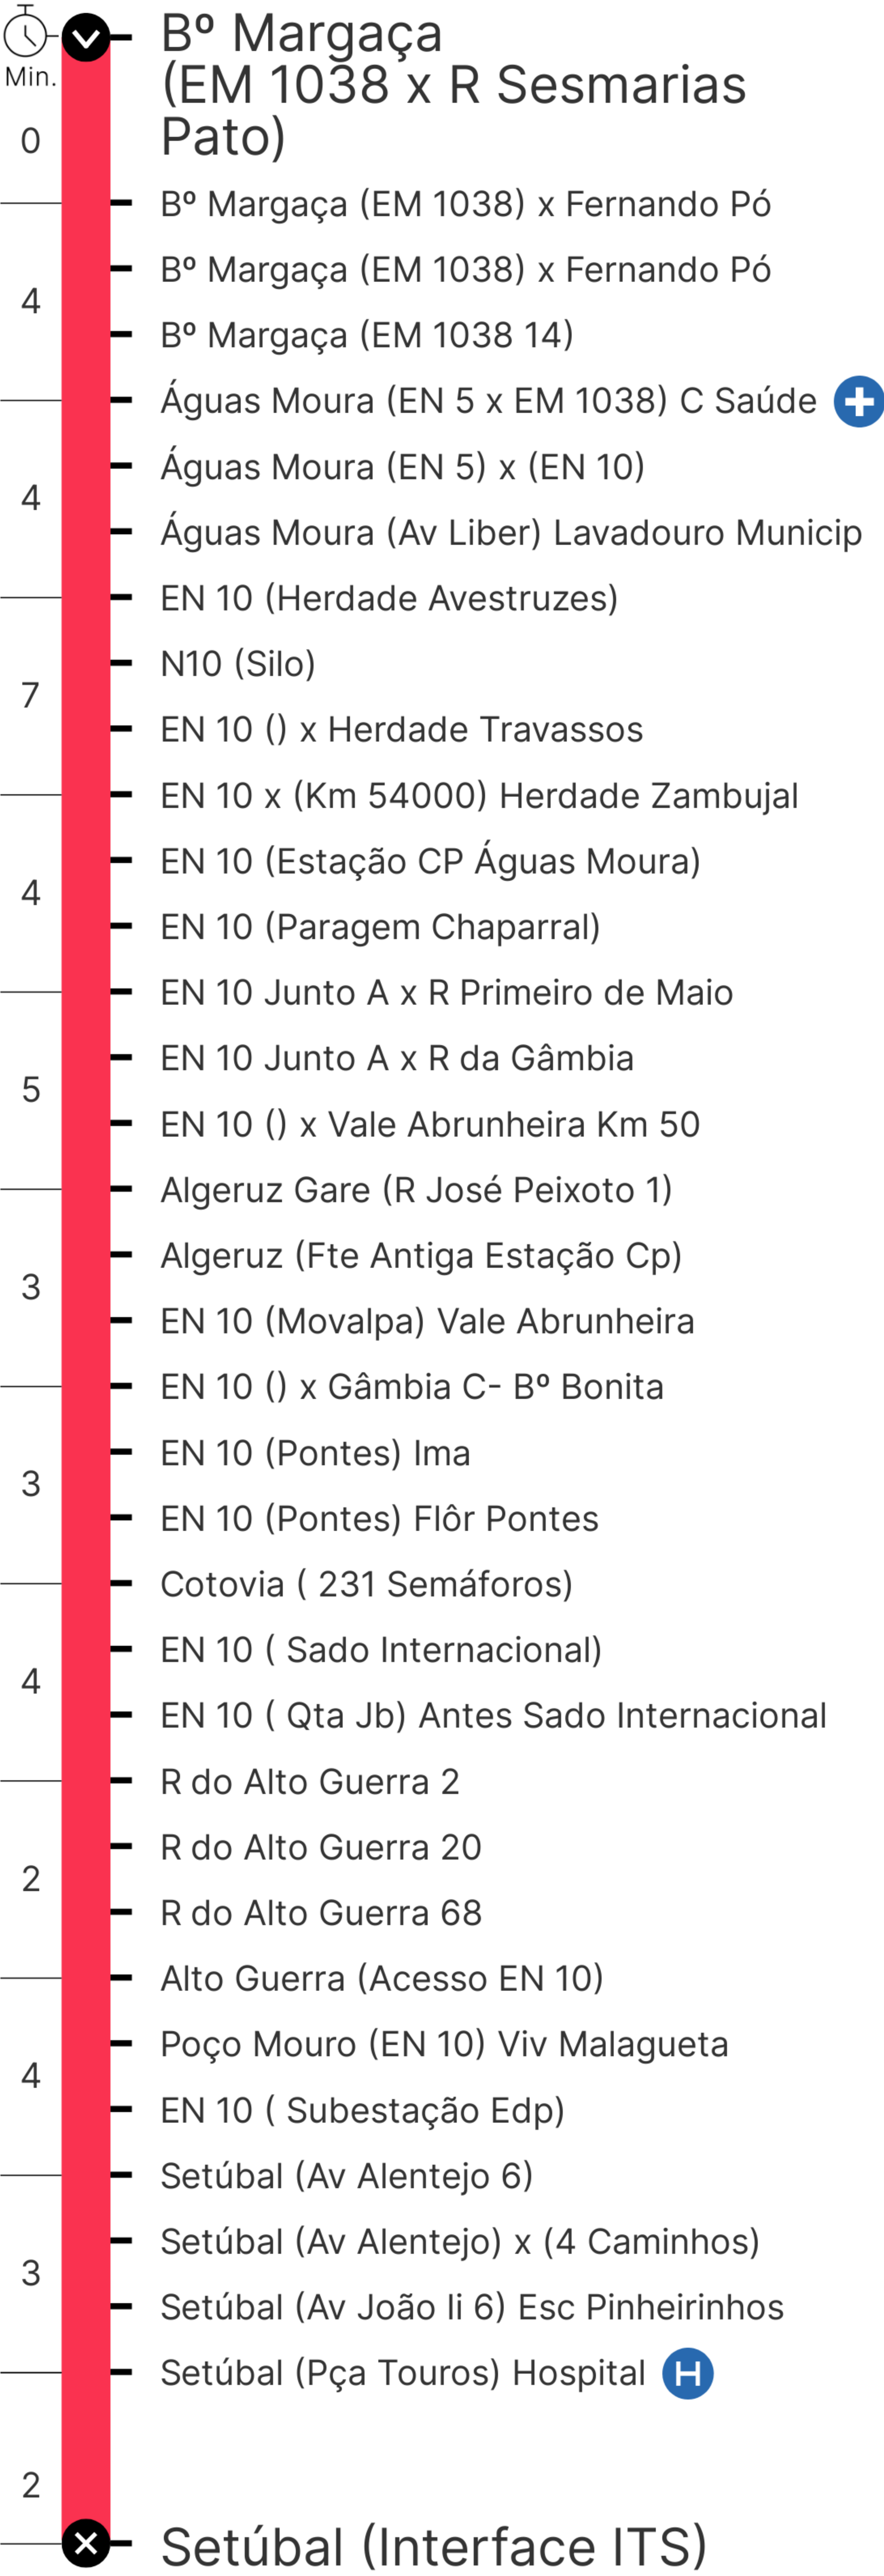 Min.
Bº Margaça
(EM 1038 x R Sesmarias
Pato)
0
Bº Margaça (EM 1038) x Fernando Pó
Bº Margaça (EM 1038) x Fernando Pó
4
Bº Margaça (EM 1038 14)
Águas Moura (EN 5 x EM 1038) C Saúde
Águas Moura (EN 5) x (EN 10)
4
Águas Moura (Av Liber) Lavadouro Municip
EN 10 (Herdade Avestruzes)
N10 (Silo)
7
EN 10 () x Herdade Travassos
EN 10 x (Km 54000) Herdade Zambujal
EN 10 (Estação CP Águas Moura)
4
EN 10 (Paragem Chaparral)
EN 10 Junto A x R Primeiro de Maio
EN 10 Junto A x R da Gâmbia
5
EN 10 () x Vale Abrunheira Km 50
Algeruz Gare (R José Peixoto 1)
Algeruz (Fte Antiga Estação Cp)
3
EN 10 (Movalpa) Vale Abrunheira
EN 10 () x Gâmbia C- Bº Bonita
EN 10 (Pontes) Ima
3
EN 10 (Pontes) Flôr Pontes
Cotovia ( 231 Semáforos)
EN 10 ( Sado Internacional)
4
EN 10 ( Qta Jb) Antes Sado Internacional
R do Alto Guerra 2
R do Alto Guerra 20
2
R do Alto Guerra 68
Alto Guerra (Acesso EN 10)
Poço Mouro (EN 10) Viv Malagueta
4
EN 10 ( Subestação Edp)
Setúbal (Av Alentejo 6)
Setúbal (Av Alentejo) x (4 Caminhos)
3
Setúbal (Av João Ii 6) Esc Pinheirinhos
Setúbal (Pça Touros) Hospital H
2
Setúbal (Interface ITS)